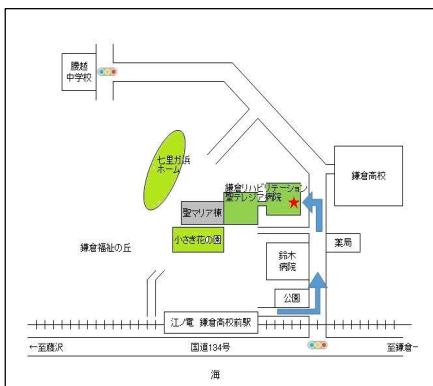 腰越
中学校
七里ガ浜
ホーム
鎌倉リハビリテーション
聖テレジア病院
鎌倉高校
聖マリア棟
小さき花の園
薬局
鎌倉福祉の丘
鈴木
病院
公園
江ノ電 鎌倉高校前駅
←至藤沢
国道134号
至鎌倉→
海